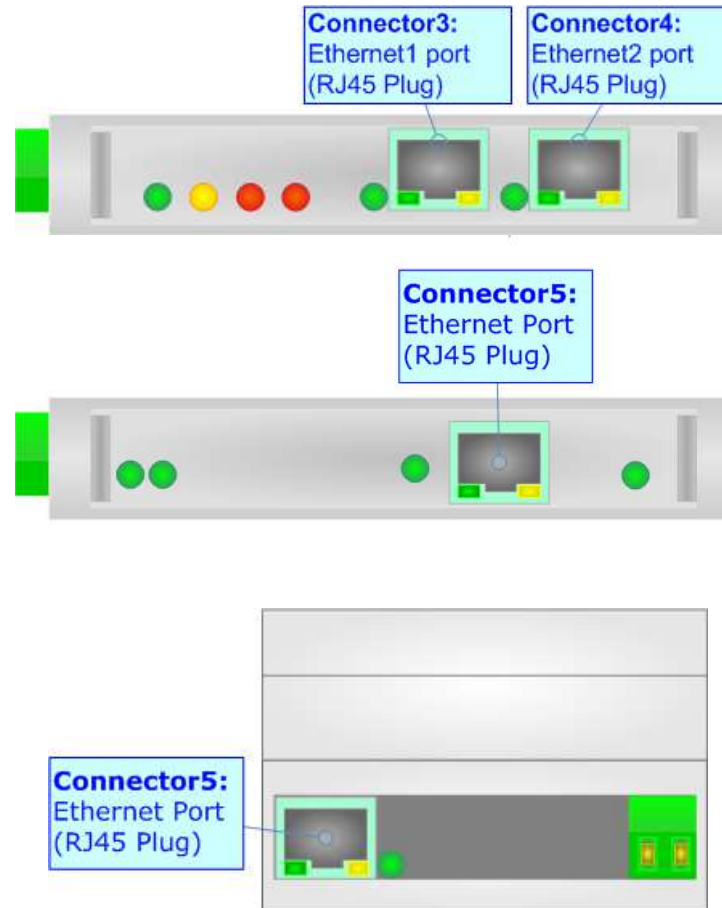 Connector3:
Ethernet1 port
(RJ45 Plug)
Connector4:
Ethernet2 port
(RJ45 Plug)
Connector5:
Ethernet Port
(RJ45 Plug)
Connector5:
Ethernet Port
(RJ45 Plug)